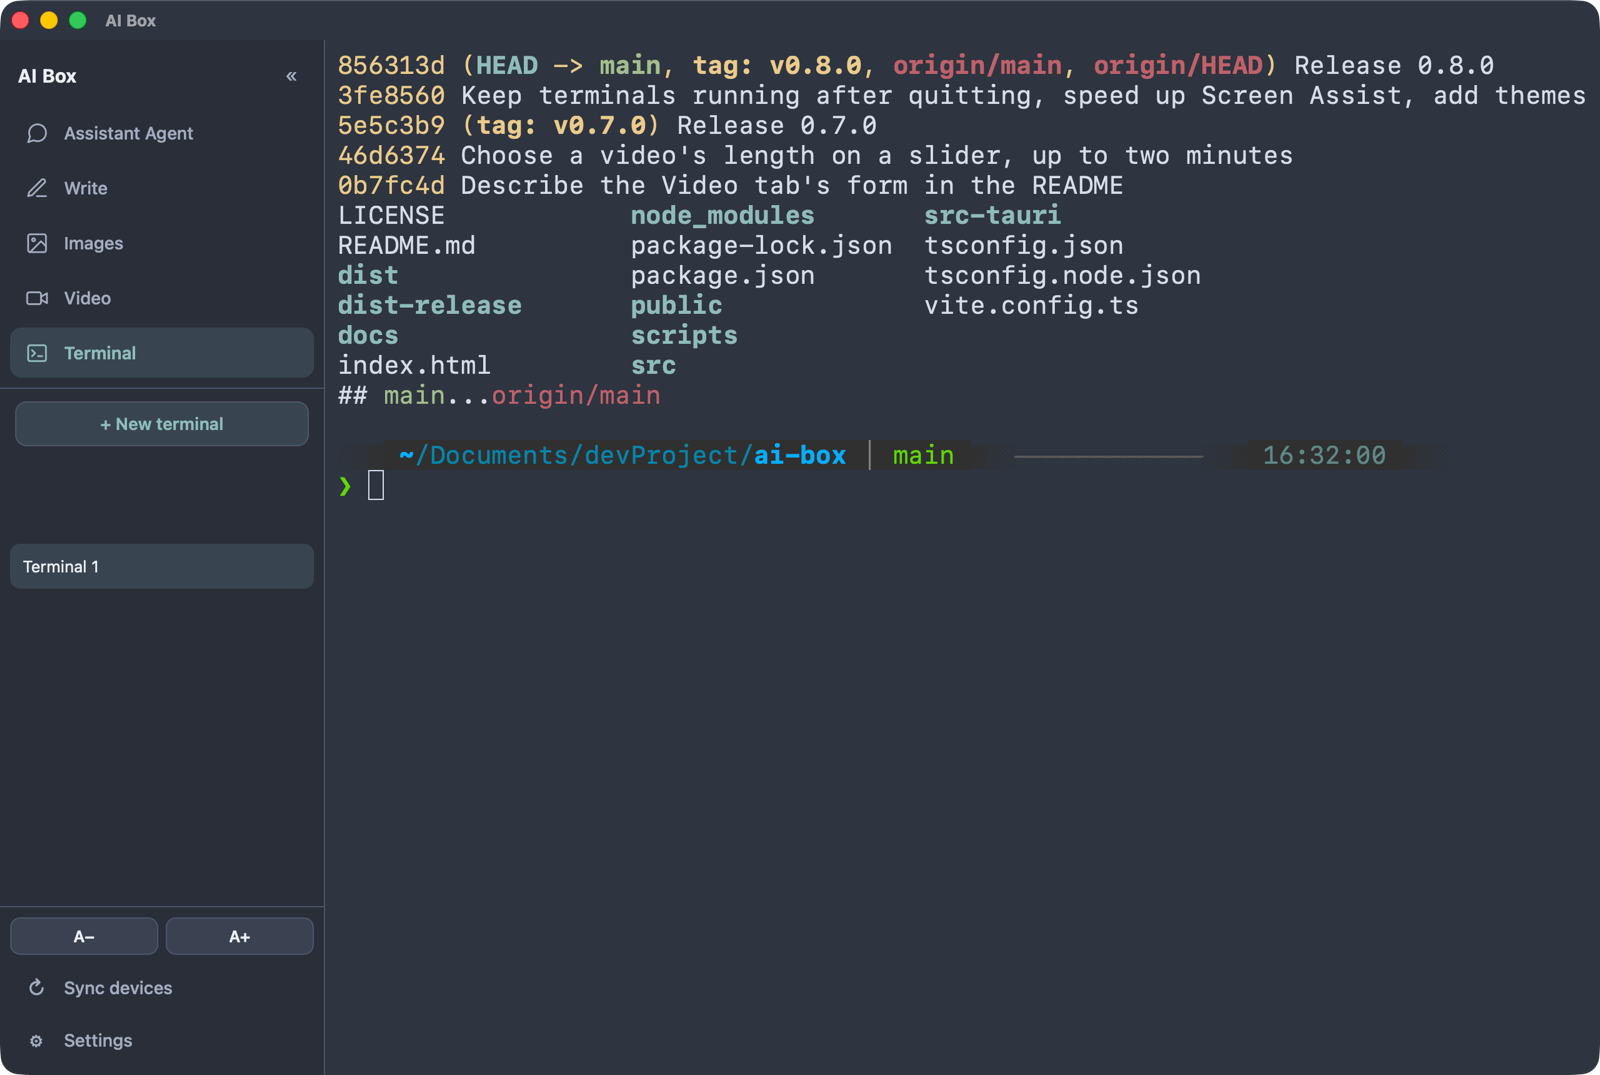 AI Box
AI Box «
Assistant Agent
Write
Images
Video
Terminal
+ New terminal
Terminal 1
A− A+
Sync devices
Settings
856313d (HEAD -> main, tag: v0.8.0, origin/main, origin/HEAD) Release 0.8.0
3fe8560 Keep terminals running after quitting, speed up Screen Assist, add themes
5e5c3b9 (tag: v0.7.0) Release 0.7.0
46d6374 Choose a video's length on a slider, up to two minutes
0b7fc4d Describe the Video tab's form in the README
LICENSE node_modules src-tauri
README.md package-lock.json tsconfig.json
dist package.json tsconfig.node.json
dist-release public vite.config.ts
docs scripts
index.html src
## main...origin/main
~/Documents/devProject/ai-box | main 16:32:00
❯